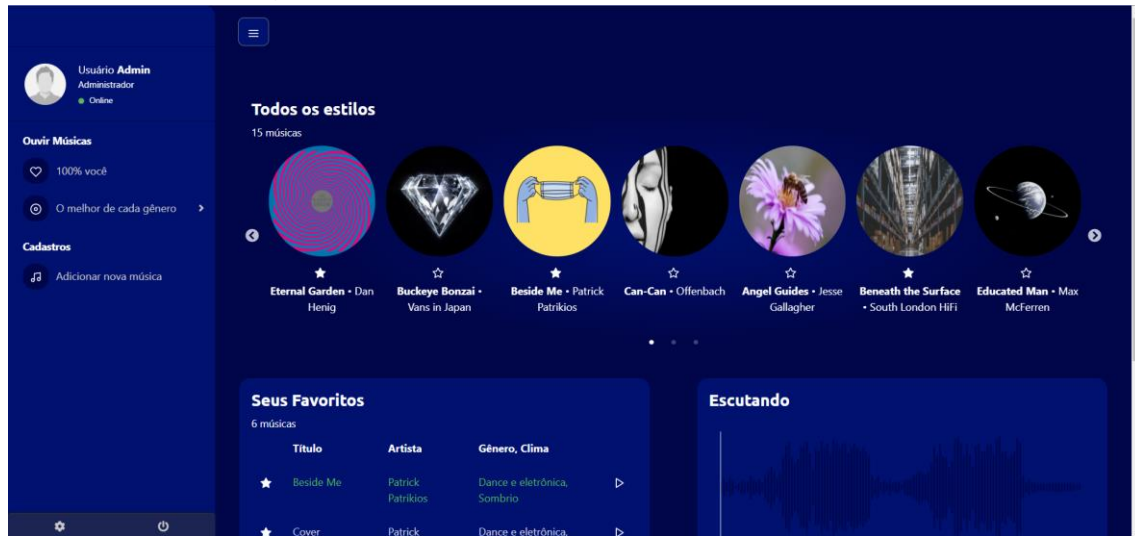 Usuário Admin
Administrador
Online
Ouvir Músicas
100% você
O melhor de cada gênero
Cadastros
Adicionar nova música
Todos os estilos
15 músicas
Eternal Garden • Dan
Henig
Buckeye Bonzai •
Vans in Japan
Beside Me • Patrick
Patrikios
Can-Can • Offenbach
Angel Guides • Jesse
Gallagher
Beneath the Surface
• South London HiFi
Educated Man • Max
McFerren
Seus Favoritos
6 músicas
Título Artista Gênero, Clima
Beside Me Patrick Dance e eletrônica,
Patrikios Sombrio
Cover Patrick Dance e eletrônica,
Escutando